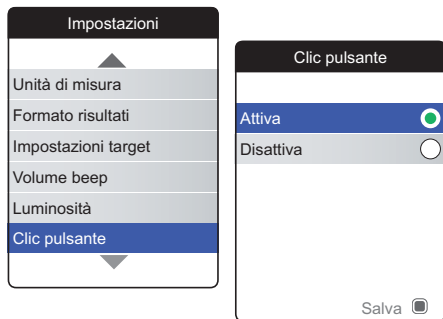 Impostazioni
Unità di misura
Formato risultati
Impostazioni target
Volume beep
Luminosità
Clic pulsante
Clic pulsante
Attiva
Disattiva
Salva